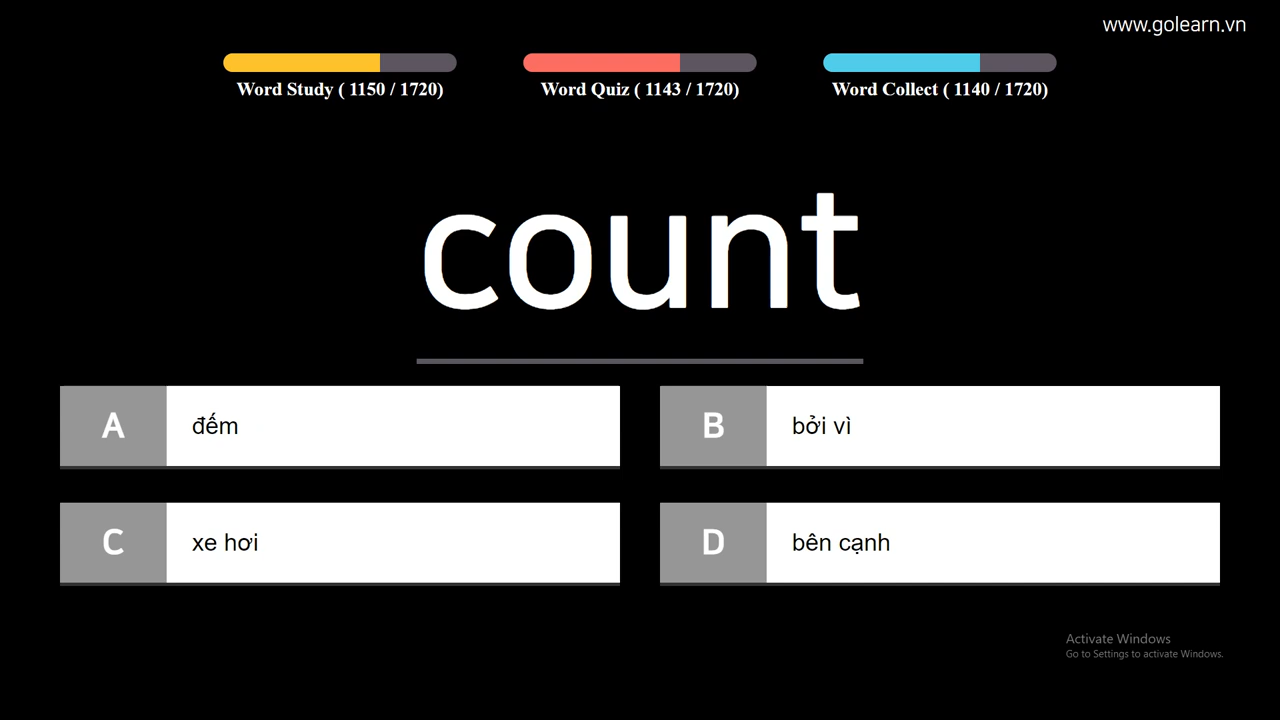 www.golearn.vn
Word Study ( 1150 / 1720)
Word Quiz ( 1143 / 1720)
Word Collect ( 1140 / 1720)
count
A đếm
B bởi vì
C xe hơi
D bên cạnh
Activate Windows
Go to Settings to activate Windows.